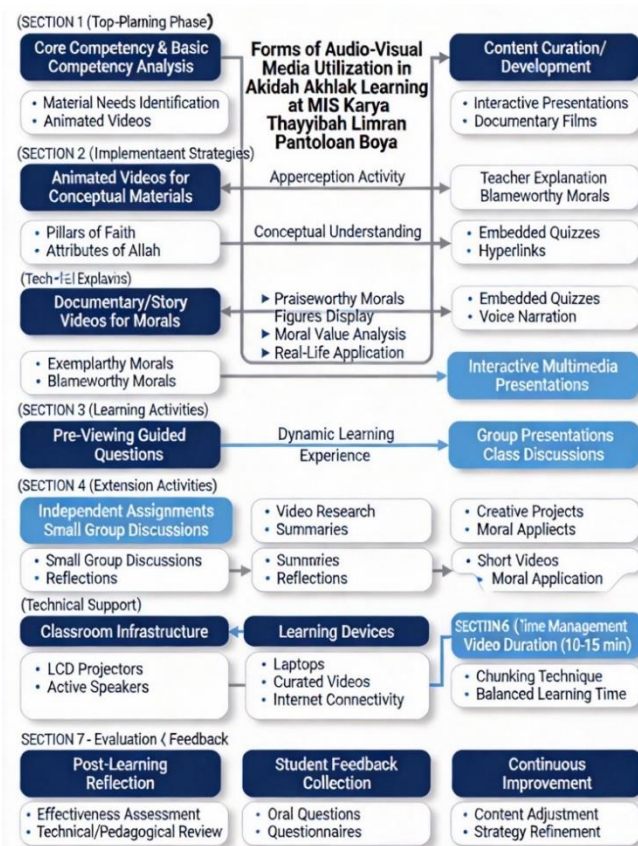 (SECTION 1 (Top-Planning Phase)
Core Competency & Basic
Competency Analysis
• Material Needs Identification
• Animated Videos
Forms of Audio-Visual
Media Utilization in
Akidah Akhlak Learning
at MIS Karya
Thayyibah Limran
Pantoloan Boya
Content Curation/
Development
• Interactive Presentations
• Documentary Films
(SECTION 2 (Implementaent Strategies)
Animated Videos for
Conceptual Materials
Apperception Activity
Teacher Explanation
Blameworthy Morals
• Pillars of Faith
• Attributes of Allah
Conceptual Understanding
• Embedded Quizzes
• Hyperlinks
Documentary/Story
Videos for Morals
▶ Praiseworthy Morals
Figures Display
▶ Moral Value Analysis
▶ Real-Life Application
• Embedded Quizzes
• Voice Narration
• Exemplarthy Morals
• Blameworthy Morals
Interactive Multimedia
Presentations
(SECTION 3 (Learning Activities)
Pre-Viewing Guided
Questions
Dynamic Learning
Experience
Group Presentations
Class Discussions
(SECTION 4 (Extension Activities)
Independent Assignments
Small Group Discussions
• Video Research
• Summaries
• Creative Projects
• Moral Appliects
• Small Group Discussions
• Reflections
• Reflections
• Short Videos
• Moral Application
(Technical Support)
Classroom Infrastructure
Learning Devices
Time Management
Video Duration (10-15 min)
• LCD Projectors
• Active Speakers
• Laptops
• Curated Videos
• Internet Connectivity
• Chunking Technique
• Balanced Learning Time
SECTION 7 - Evaluation ( Feedback
Post-Learning
Reflection
Student Feedback
Collection
Continuous
Improvement
• Effectiveness Assessment
• Technical/Pedagogical Review
• Oral Questions
• Questionnaires
• Content Adjustment
• Strategy Refinement